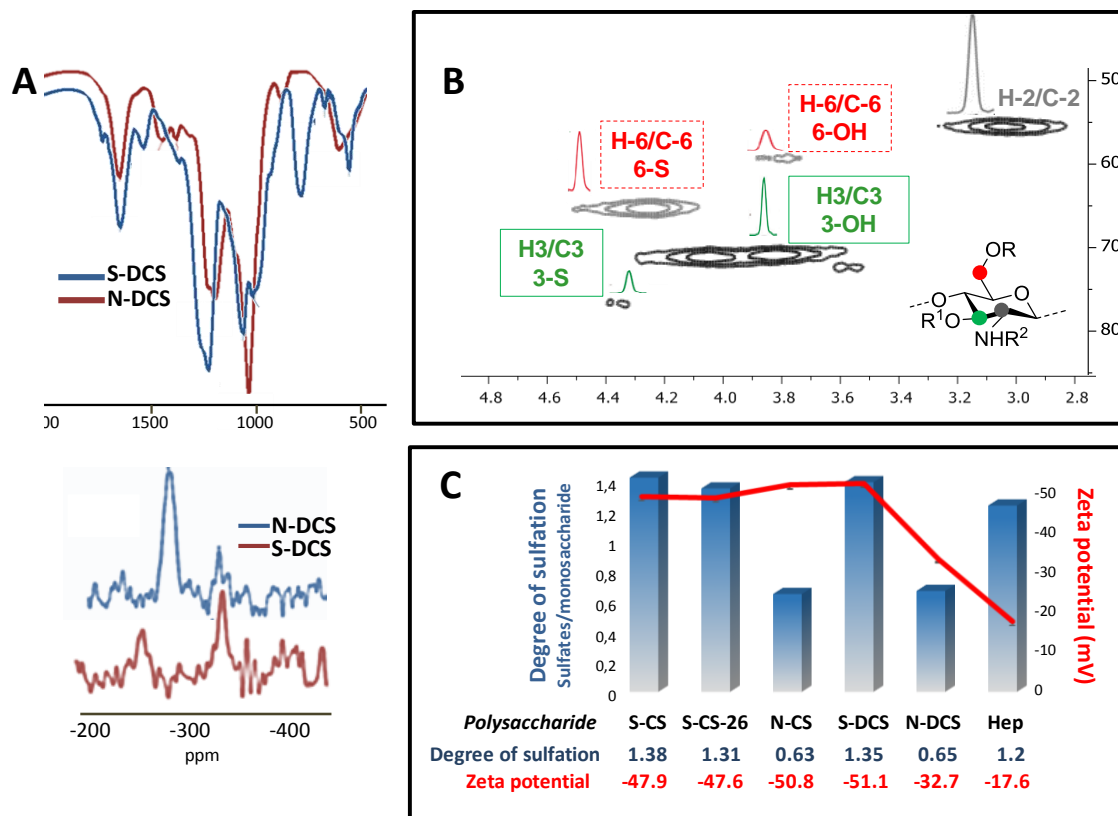 A
S-DCS
N-DCS
00
1500
1000
500
N-DCS
S-DCS
-200
-300
-400
ppm
B
H-2/C-2
H-6/C-6
6-OH
H-6/C-6
6-S
H3/C3
3-OH
H3/C3
3-S
OR
O
O
R¹O
NHR²
50
60
70
80
4.8
4.6
4.4
4.2
4.0
3.8
3.6
3.4
3.2
3.0
2.8
C
Degree of sulfation
Sulfates/monosaccharide
1,4
1,2
1
0,8
0,6
0,4
0,2
0
-50
-40
-30
-20
-10
0
Zeta potential (mV)
Polysaccharide S-CS S-CS-26 N-CS S-DCS N-DCS Hep
Degree of sulfation 1.38 1.31 0.63 1.35 0.65 1.2
Zeta potential -47.9 -47.6 -50.8 -51.1 -32.7 -17.6